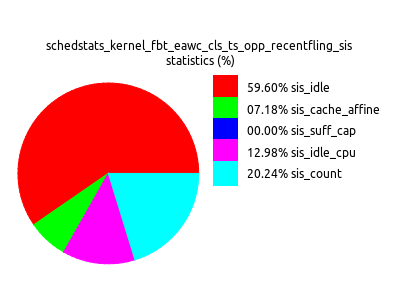 schedstats_kernel_fbt_eawc_cls_ts_opp_recentfling_sis
statistics (%)
59.60% sis_idle
07.18% sis_cache_affine
00.00% sis_suff_cap
12.98% sis_idle_cpu
20.24% sis_count